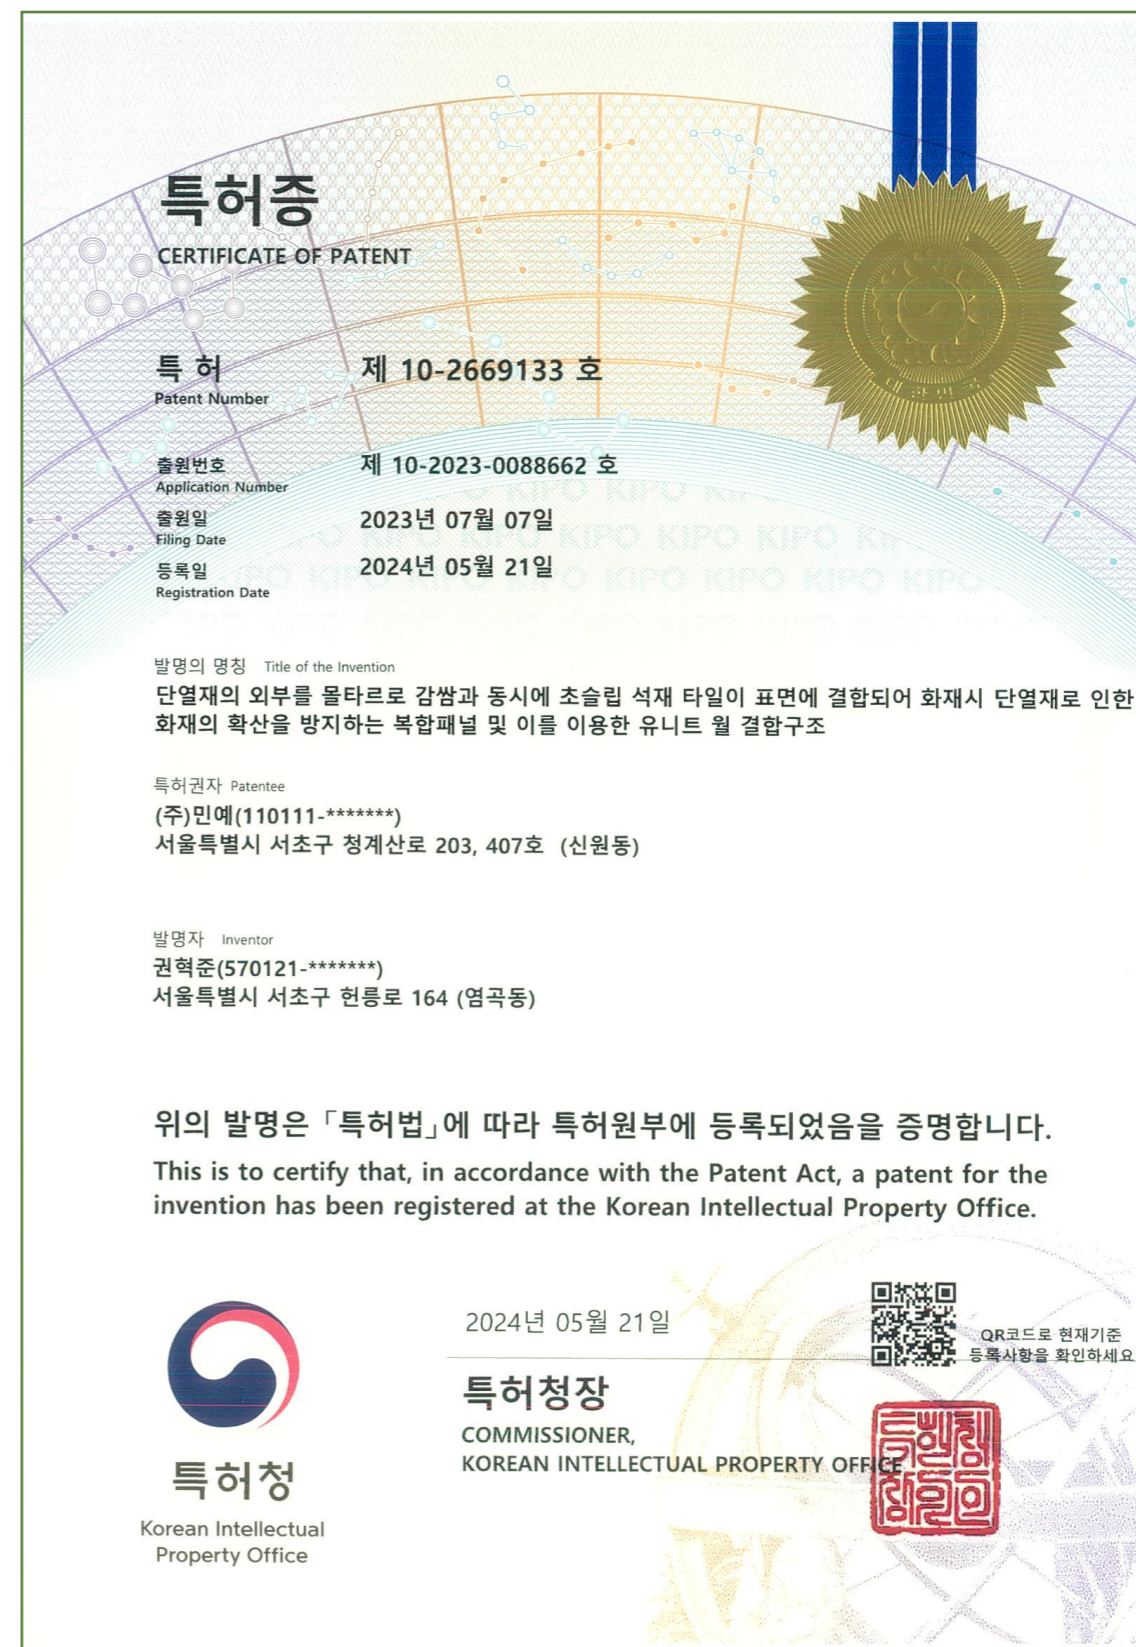 특허증
CERTIFICATE OF PATENT
특 허 제 10-2669133 호
Patent Number
출원번호 제 10-2023-0088662 호
Application Number
출원일 2023년 07월 07일
Filing Date
등록일 2024년 05월 21일
Registration Date
발명의 명칭 Title of the Invention
단열재의 외부를 몰타르로 감쌈과 동시에 초슬립 석재 타일이 표면에 결합되어 화재시 단열재로 인한
화재의 확산을 방지하는 복합패널 및 이를 이용한 유니트 월 결합구조
특허권자 Patentee
(주)민예(110111-*******)
서울특별시 서초구 청계산로 203, 407호 (신원동)
발명자 Inventor
권혁준(570121-*******)
서울특별시 서초구 헌릉로 164 (염곡동)
위의 발명은 「특허법」에 따라 특허원부에 등록되었음을 증명합니다.
This is to certify that, in accordance with the Patent Act, a patent for the
invention has been registered at the Korean Intellectual Property Office.
2024년 05월 21일
QR코드로 현재기준
등록사항을 확인하세요
특허청장
COMMISSIONER,
KOREAN INTELLECTUAL PROPERTY OFFICE
특허청
Korean Intellectual
Property Office